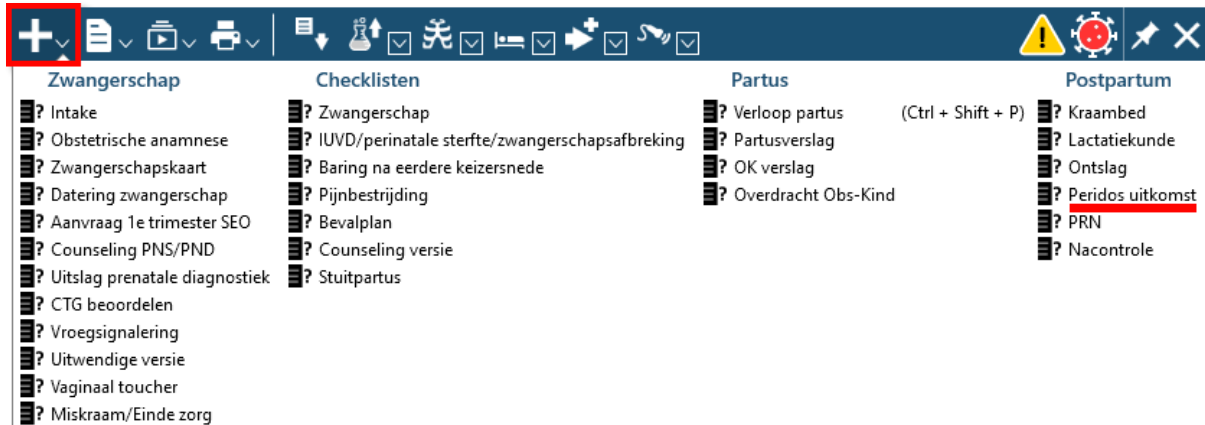 Zwangerschap
? Intake
? Obstetrische anamnese
? Zwangerschapskaart
? Datering zwangerschap
? Aanvraag 1e trimester SEO
? Counseling PNS/PND
? Uitslag prenatale diagnostiek
? CTG beoordelen
? Vroegsignalering
? Uitwendige versie
? Vaginaal toucher
? Miskraam/Einde zorg
Checklisten
? Zwangerschap
? IUVD/perinatale sterfte/zwangerschapsafbreking
? Baring na eerdere keizersnede
? Pijnbestrijding
? Bevalplan
? Counseling versie
? Stuitpartus
Partus
? Verloop partus (Ctrl + Shift + P)
? Partusverslag
? OK verslag
? Overdracht Obs-Kind
Postpartum
? Kraambed
? Lactatiekunde
? Ontslag
? Peridos uitkomst
? PRN
? Nacontrole